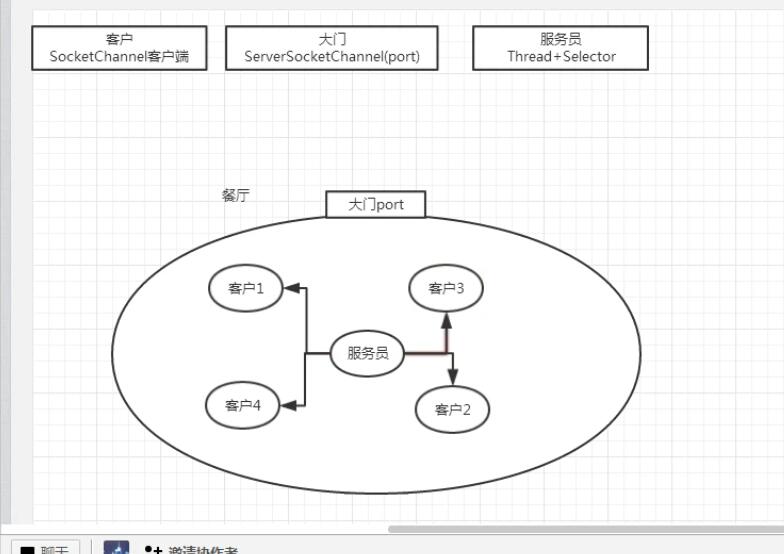 客户
SocketChannel客户端
大门
ServerSocketChannel(port)
服务员
Thread+Selector
餐厅
大门port
客户1
客户3
服务员
客户4
客户2
聊天
邀请协作者